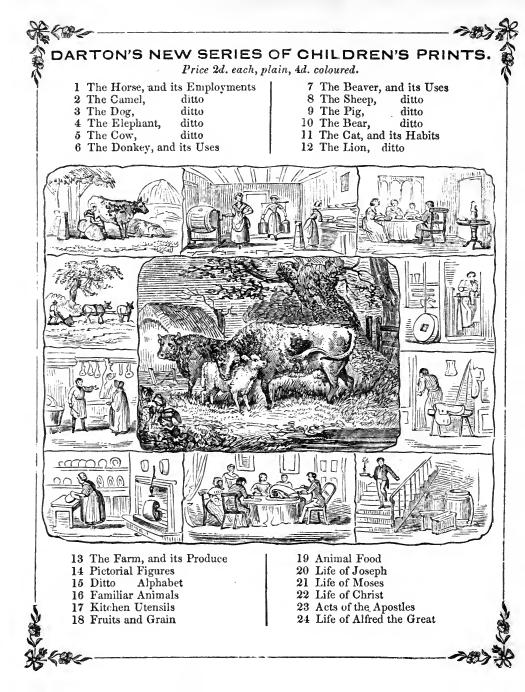 DARTON'S NEW SERIES OF CHILDREN'S PRINTS.
Price 2d. each, plain, 4d. coloured.
1 The Horse, and its Employments
2 The Camel, ditto
3 The Dog, ditto
4 The Elephant, ditto
5 The Cow, ditto
6 The Donkey, and its Uses
7 The Beaver, and its Uses
8 The Sheep, ditto
9 The Pig, ditto
10 The Bear, ditto
11 The Cat, and its Habits
12 The Lion, ditto
13 The Farm, and its Produce
14 Pictorial Figures
15 Ditto Alphabet
16 Familiar Animals
17 Kitchen Utensils
18 Fruits and Grain
19 Animal Food
20 Life of Joseph
21 Life of Moses
22 Life of Christ
23 Acts of the Apostles
24 Life of Alfred the Great